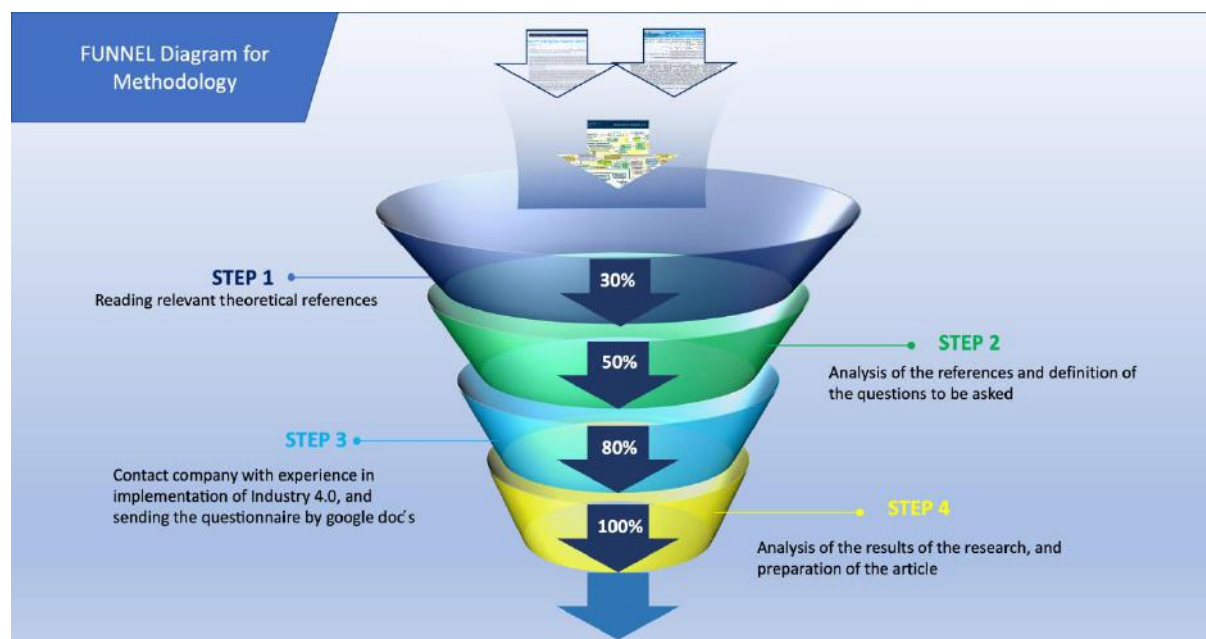 FUNNEL Diagram for
Methodology
STEP 1
Reading relevant theoretical references
30%
STEP 2
Analysis of the references and definition of
the questions to be asked
50%
STEP 3
Contact company with experience in
implementation of Industry 4.0, and
sending the questionnaire by google doc´s
80%
STEP 4
Analysis of the results of the research, and
preparation of the article
100%